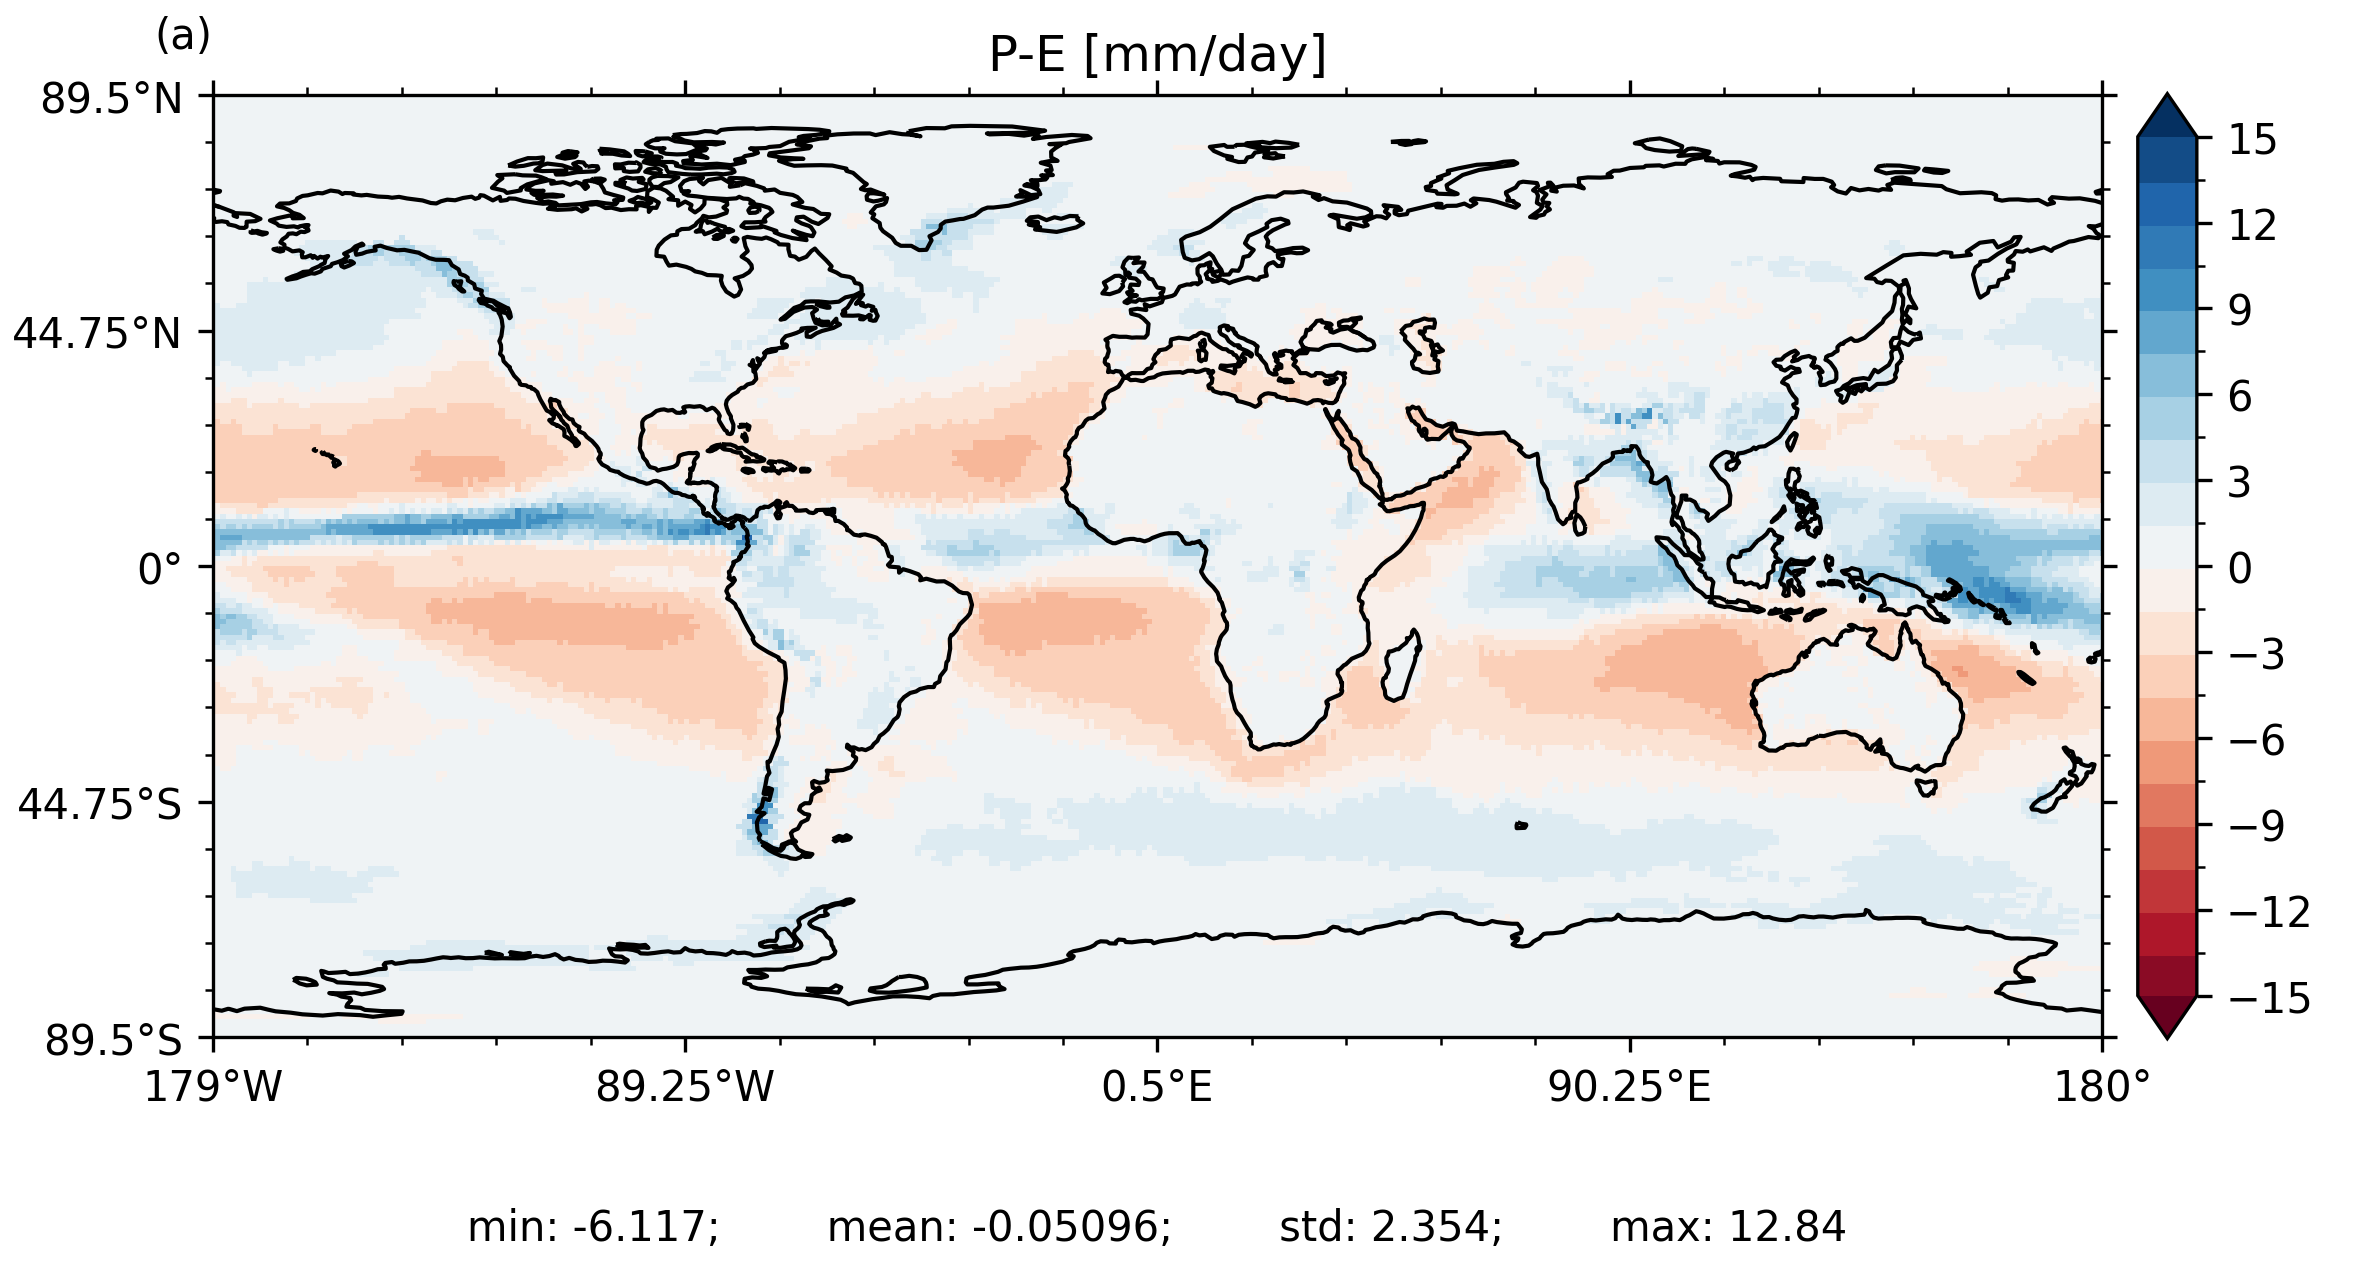 (a)
P-E [mm/day]
89.5°N
44.75°N
0°
44.75°S
89.5°S
179°W 89.25°W 0.5°E 90.25°E 180°
15
12
9
6
3
0
−3
−6
−9
−12
−15
min: -6.117; mean: -0.05096; std: 2.354; max: 12.84